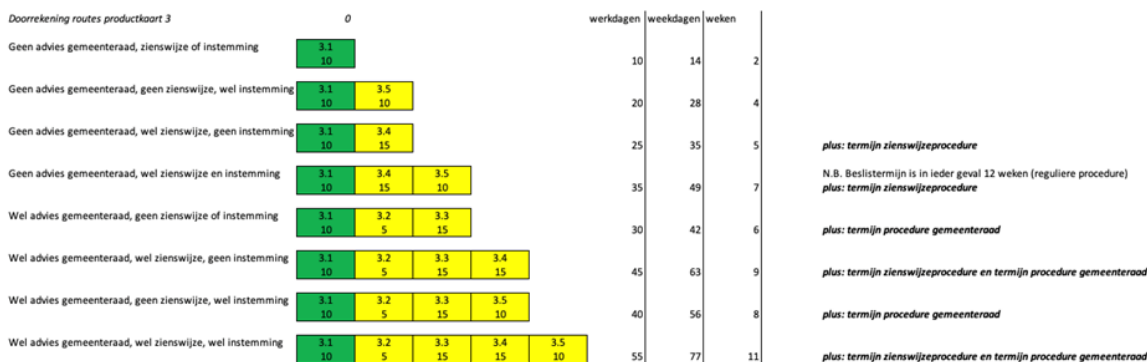 Doorrekening routes productkaart 3 0 werkdagen weekdagen weken
Geen advies gemeenteraad, zienswijze of instemming 3.1
10 10 14 2
Geen advies gemeenteraad, geen zienswijze, wel instemming 3.1 3.5
10 10 20 28 4
Geen advies gemeenteraad, wel zienswijze, geen instemming 3.1 3.4
10 15 25 35 5 plus: termijn zienswijzeprocedure
Geen advies gemeenteraad, wel zienswijze en instemming 3.1 3.4 3.5 N.B. Beslistermijn is in ieder geval 12 weken (reguliere procedure)
10 15 10 35 49 7 plus: termijn zienswijzeprocedure
Wel advies gemeenteraad, geen zienswijze of instemming 3.1 3.2 3.3
10 5 15 30 42 6 plus: termijn procedure gemeenteraad
Wel advies gemeenteraad, wel zienswijze, geen instemming 3.1 3.2 3.3 3.4
10 5 15 15 45 63 9 plus: termijn zienswijzeprocedure en termijn procedure gemeenteraad
Wel advies gemeenteraad, geen zienswijze, wel instemming 3.1 3.2 3.3 3.5
10 5 15 10 40 56 8 plus: termijn procedure gemeenteraad
Wel advies gemeenteraad, wel zienswijze, wel instemming 3.1 3.2 3.3 3.4 3.5
10 5 15 15 10 55 77 11 plus: termijn zienswijzeprocedure en termijn procedure gemeenteraad